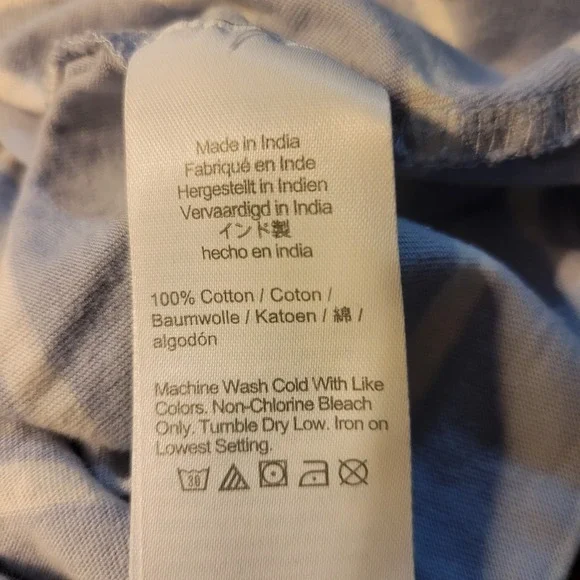 Made in India
Fabriqué en Inde
Hergestellt in Indien
Vervaardigd in India
インド製
hecho en india
100% Cotton / Coton /
Baumwolle / Katoen / 綿 /
algodón
Machine Wash Cold With Like
Colors. Non-Chlorine Bleach
Only. Tumble Dry Low. Iron on
Lowest Setting.
30